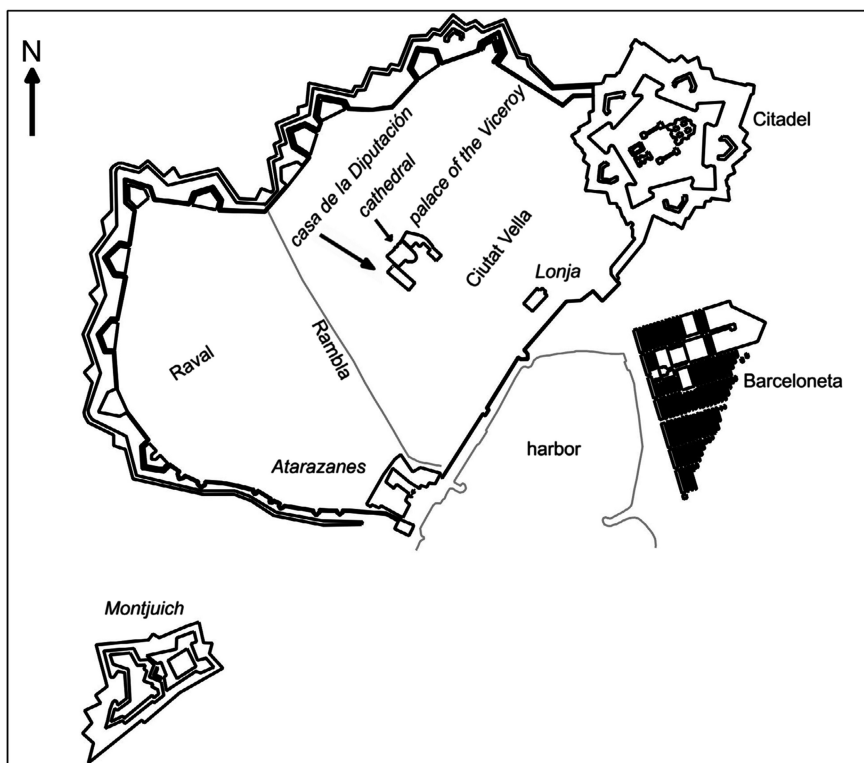 N
Citadel
casa de la Diputación
cathedral
palace of the Viceroy
Ciutat Vella
Lonja
Rambla
Raval
Barceloneta
harbor
Atarazanes
Montjuich